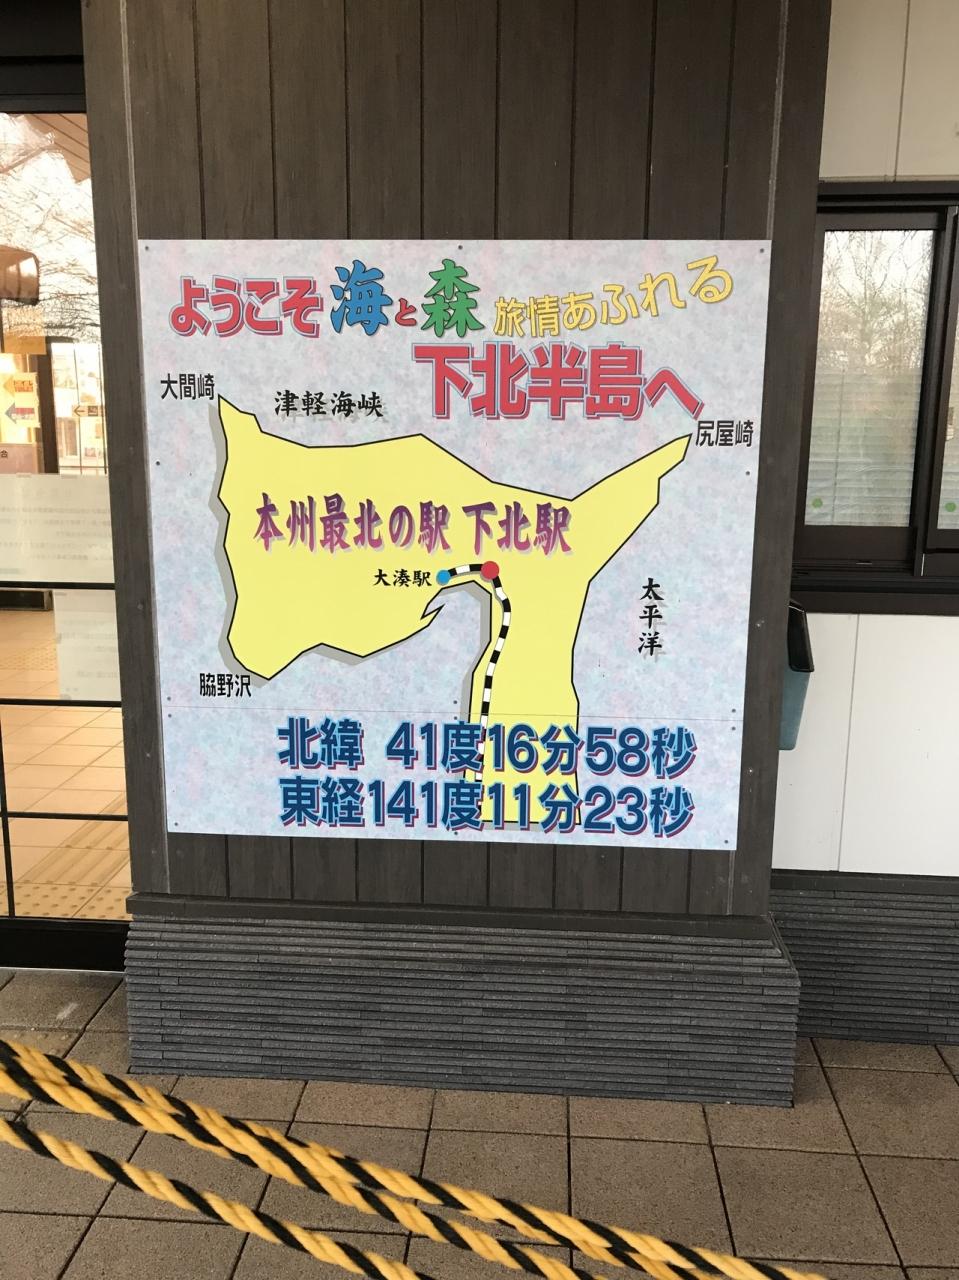 ようこそ海と森旅情あふれる
下北半島へ
大間崎
津軽海峡
尻屋崎
本州最北の駅 下北駅
大湊駅
太平洋
脇野沢
北緯 41度16分58秒
東経141度11分23秒